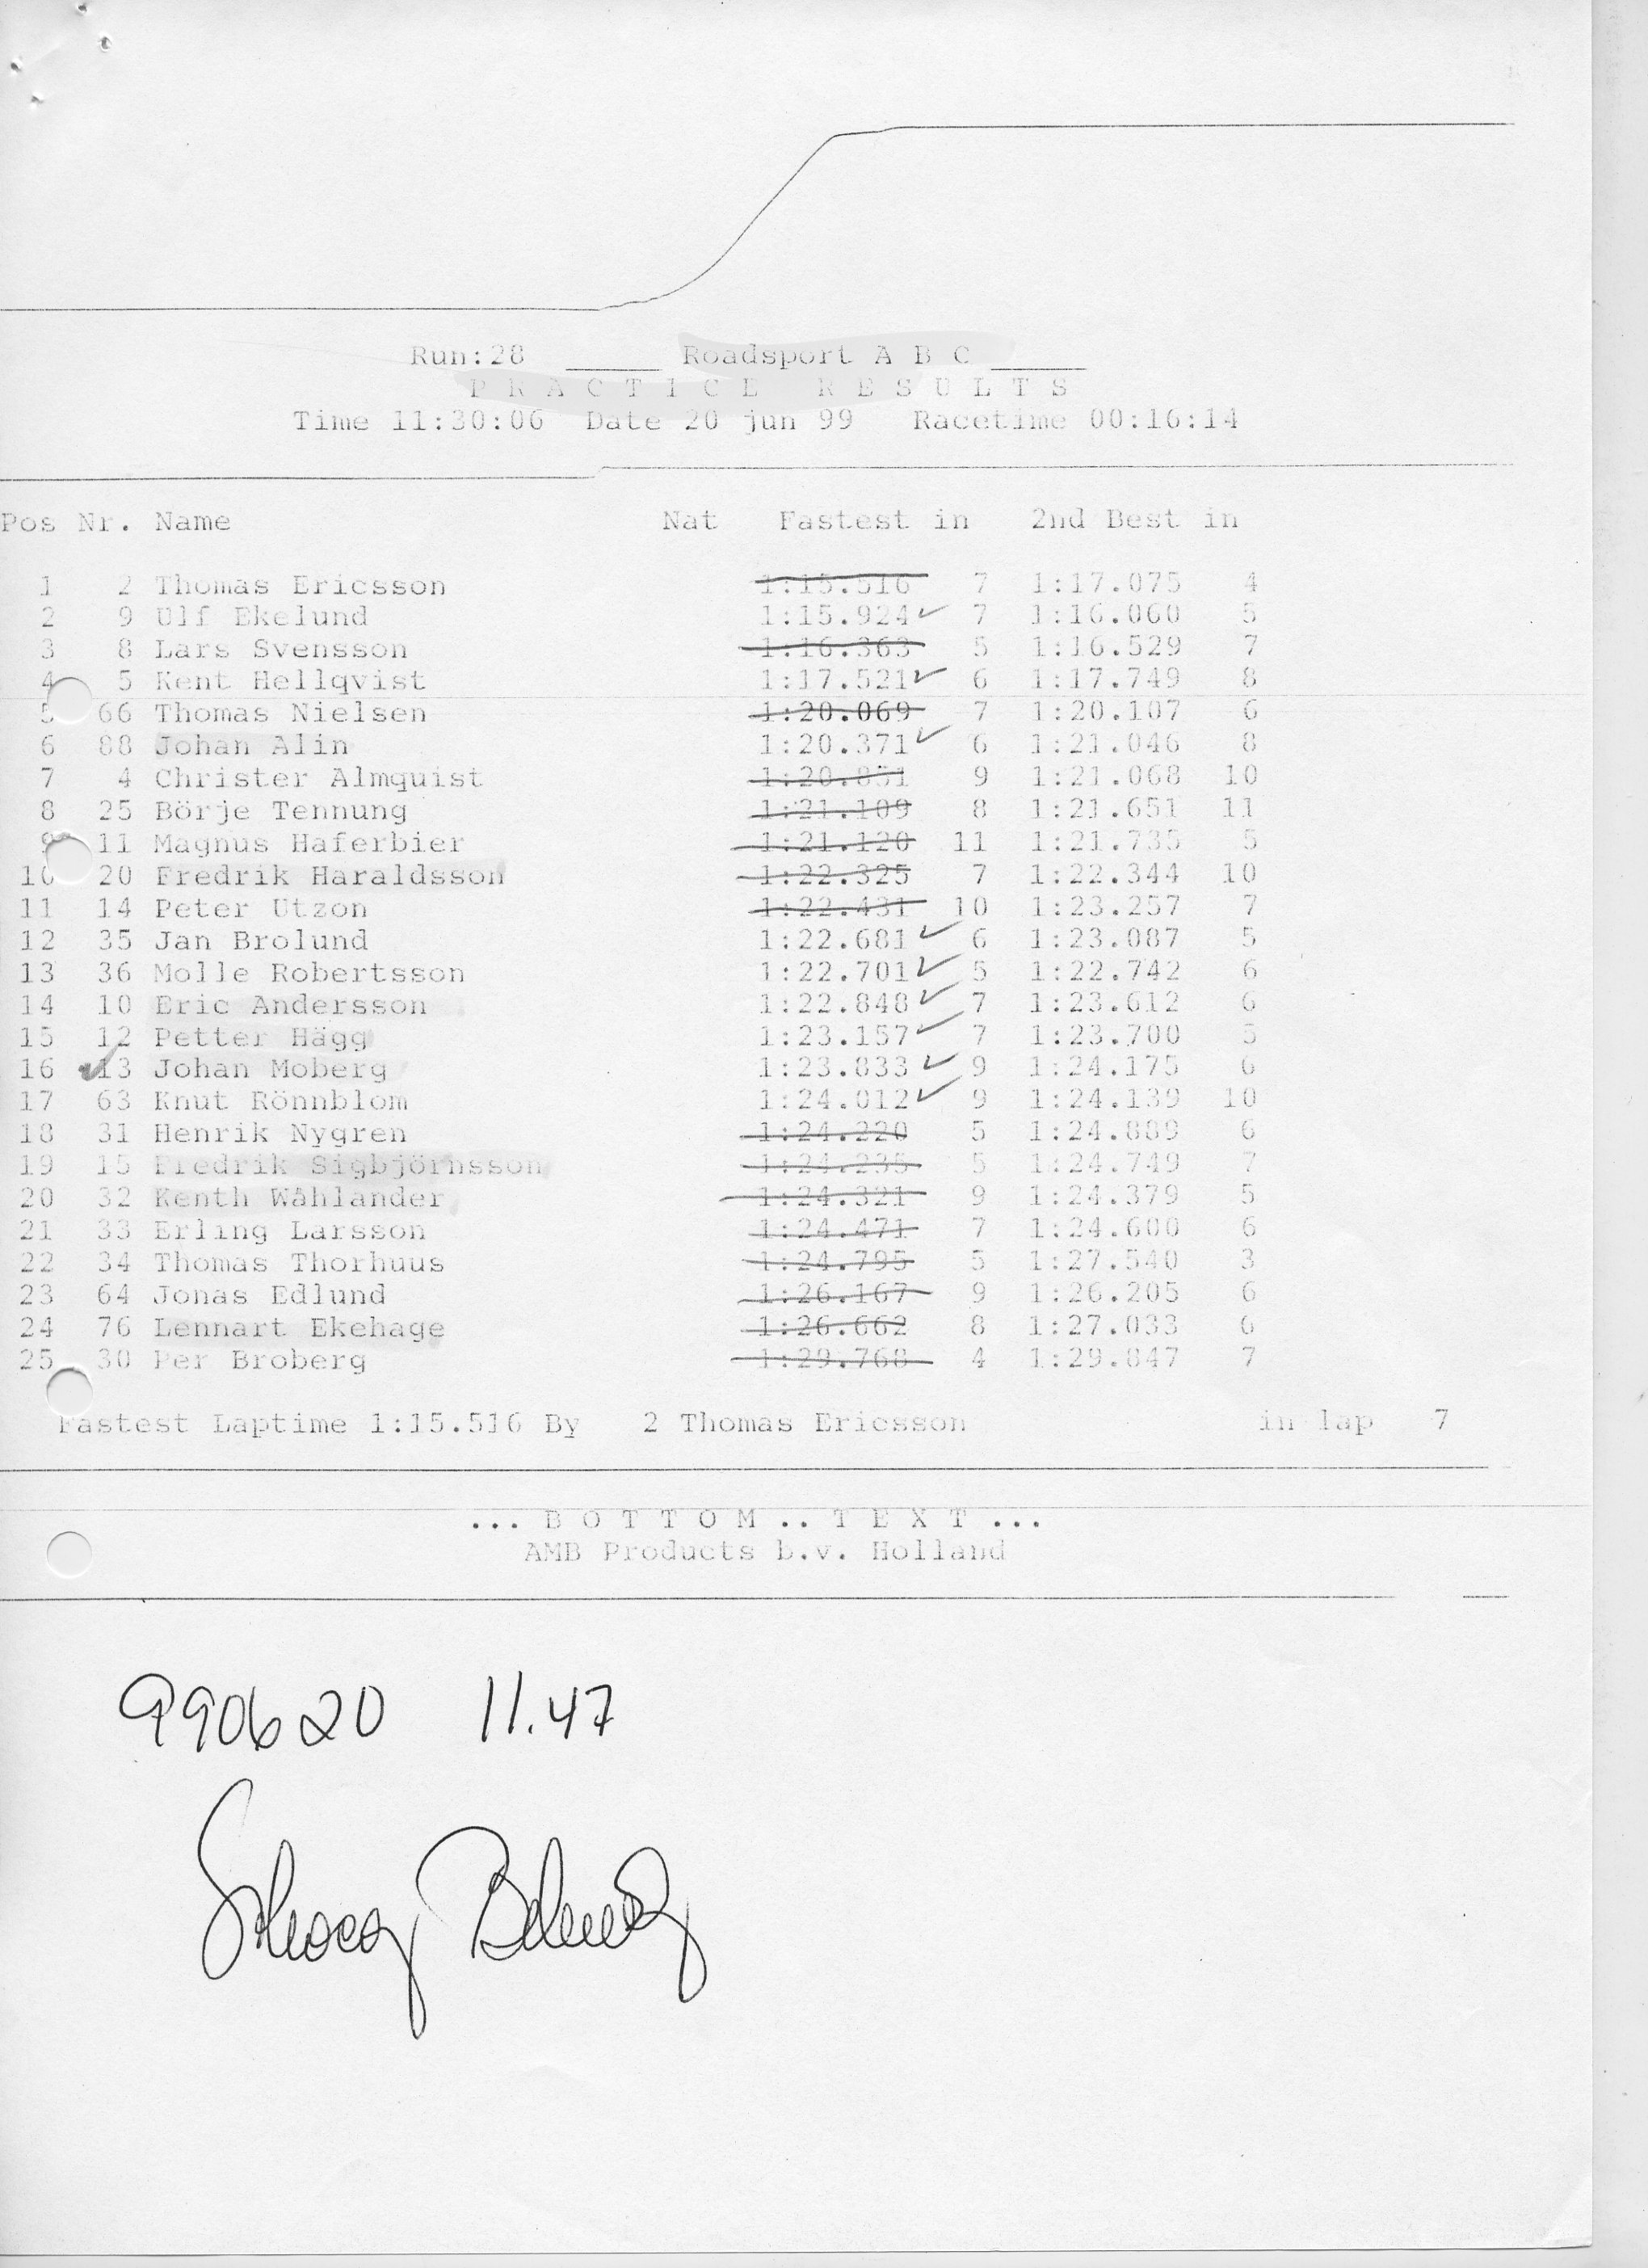 Run:28 _____ Roadsport A B C _____
P R A C T I C E   R E S U L T S
Time 11:30:06  Date 20 jun 99   Racetime 00:16:14
Pos Nr. Name   Nat   Fastest in   2nd Best in
1 2 Thomas Ericsson 1:15.516 7 1:17.075 4
2 9 Ulf Ekelund 1:15.924 ✓ 7 1:16.060 5
3 8 Lars Svensson 1:16.363 5 1:16.529 7
4 5 Kent Hellqvist 1:17.521 ✓ 6 1:17.749 8
5 66 Thomas Nielsen 1:20.069 7 1:20.107 6
6 88 Johan Alin 1:20.371 ✓ 6 1:21.046 8
7 4 Christer Almquist 1:20.851 9 1:21.068 10
8 25 Börje Tennung 1:21.109 8 1:21.651 11
9 11 Magnus Haferbier 1:21.120 11 1:21.735 5
10 20 Fredrik Haraldsson 1:22.325 7 1:22.344 10
11 14 Peter Utzon 1:22.431 10 1:23.257 7
12 35 Jan Brolund 1:22.681 ✓ 6 1:23.087 5
13 36 Molle Robertsson 1:22.701 ✓ 5 1:22.742 6
14 10 Eric Andersson 1:22.848 ✓ 7 1:23.612 6
15 12 Petter Hägg 1:23.157 ✓ 7 1:23.700 5
16 ✓ 13 Johan Moberg 1:23.833 ✓ 9 1:24.175 6
17 63 Knut Rönnblom 1:24.012 ✓ 9 1:24.139 10
18 31 Henrik Nygren 1:24.220 5 1:24.889 6
19 15 Fredrik Sigbjörnsson 1:24.235 5 1:24.749 7
20 32 Kenth Wåhlander 1:24.321 9 1:24.379 5
21 33 Erling Larsson 1:24.471 7 1:24.600 6
22 34 Thomas Thorhuus 1:24.795 5 1:27.540 3
23 64 Jonas Edlund 1:26.167 9 1:26.205 6
24 76 Lennart Ekehage 1:26.662 8 1:27.033 6
25 30 Per Broberg 1:29.768 4 1:29.847 7
Fastest Laptime 1:15.516 By 2 Thomas Ericsson in lap 7
... B O T T O M .. T E X T ...
AMB Products b.v. Holland
990620 11.47